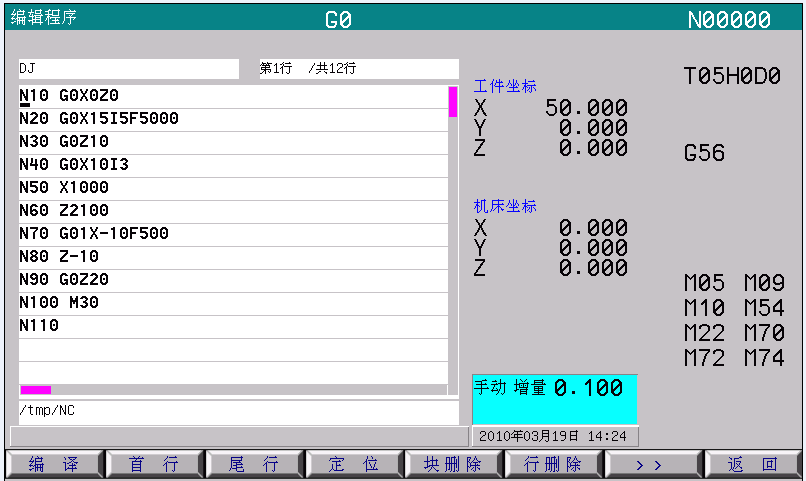 编辑程序 G0 N00000
DJ 第1行 /共12行
N10 G0X0Z0
N20 G0X15I5F5000
N30 G0Z10
N40 G0X10I3
N50 X1000
N60 Z2100
N70 G01X-10F500
N80 Z-10
N90 G0Z20
N100 M30
N110
/tmp/NC
工件坐标
X 50.000
Y 0.000
Z 0.000
机床坐标
X 0.000
Y 0.000
Z 0.000
手动 增量 0.100
2010年03月19日 14:24
T05H0D0
G56
M05 M09
M10 M54
M22 M70
M72 M74
编 译 首 行 尾 行 定 位 块删除 行删除 >> 返 回